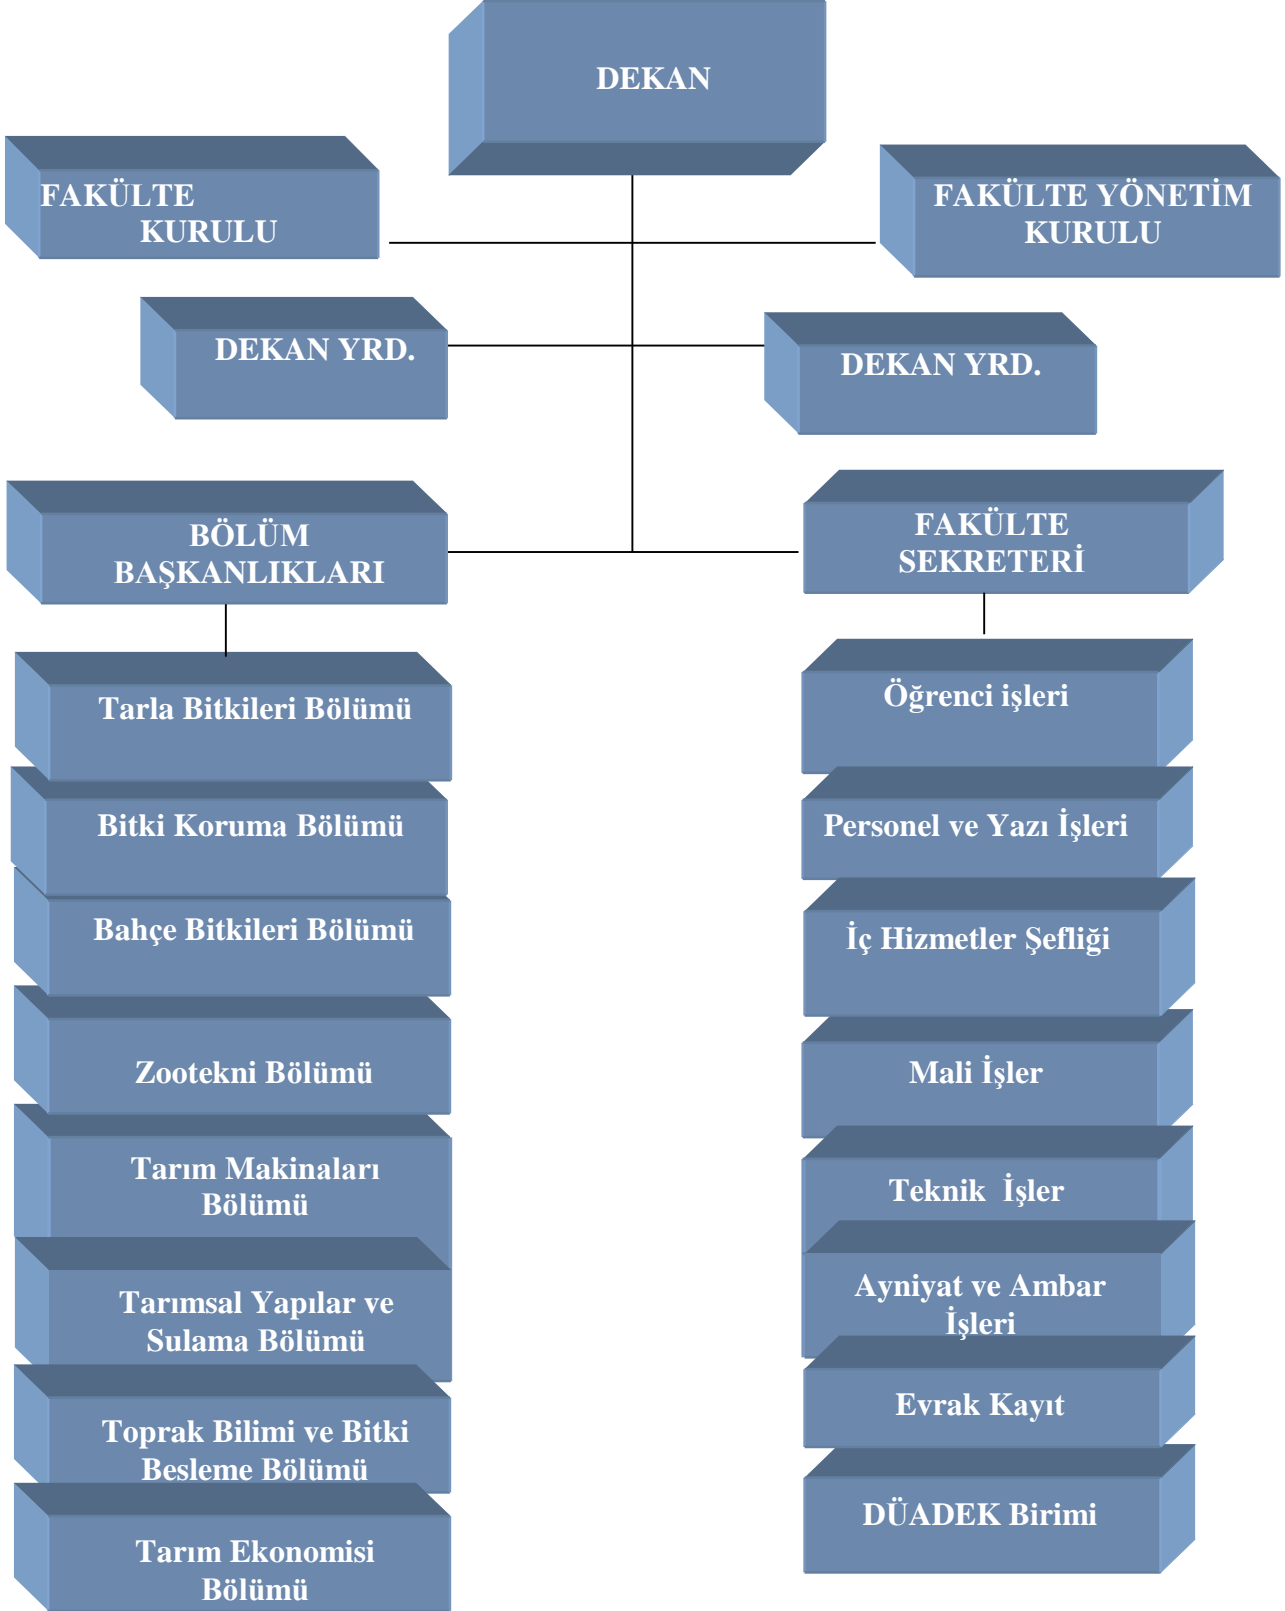 DEKAN
FAKÜLTE
KURULU
FAKÜLTE YÖNETİM
KURULU
DEKAN YRD.
DEKAN YRD.
BÖLÜM
BAŞKANLIKLARI
FAKÜLTE
SEKRETERİ
Tarla Bitkileri Bölümü
Bitki Koruma Bölümü
Bahçe Bitkileri Bölümü
Zootekni Bölümü
Tarım Makinaları
Bölümü
Tarımsal Yapılar ve
Sulama Bölümü
Toprak Bilimi ve Bitki
Besleme Bölümü
Tarım Ekonomisi
Bölümü
Öğrenci işleri
Personel ve Yazı İşleri
İç Hizmetler Şefliği
Mali İşler
Teknik  İşler
Ayniyat ve Ambar
İşleri
Evrak Kayıt
DÜADEK Birimi